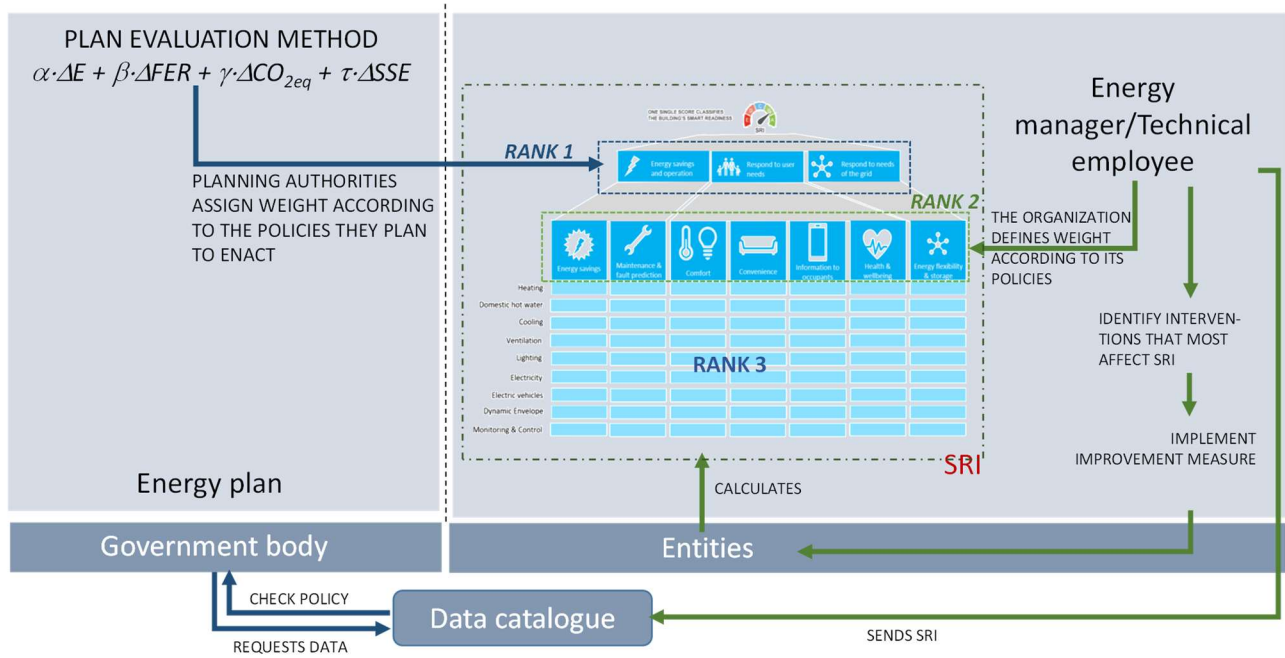 PLAN EVALUATION METHOD
α·ΔE + β·ΔFER + γ·ΔCO2eq + τ·ΔSSE
RANK 1
PLANNING AUTHORITIES
ASSIGN WEIGHT ACCORDING
TO THE POLICIES THEY PLAN
TO ENACT
Energy plan
Government body
ONE SINGLE SCORE CLASSIFIES
THE BUILDING'S SMART READINESS
SRI
Energy savings
and operation
Respond to user
needs
Respond to needs
of the grid
RANK 2
Energy savings
Maintenance &
fault prediction
Comfort
Convenience
Information to
occupants
Health &
wellbeing
Energy flexibility
& storage
Heating
Domestic hot water
Cooling
Ventilation
Lighting
Electricity
Electric vehicles
Dynamic Envelope
Monitoring & Control
RANK 3
SRI
CALCULATES
Entities
Energy
manager/Technical
employee
THE ORGANIZATION
DEFINES WEIGHT
ACCORDING TO ITS
POLICIES
IDENTIFY INTERVEN-
TIONS THAT MOST
AFFECT SRI
IMPLEMENT
IMPROVEMENT MEASURE
CHECK POLICY
REQUESTS DATA
Data catalogue
SENDS SRI